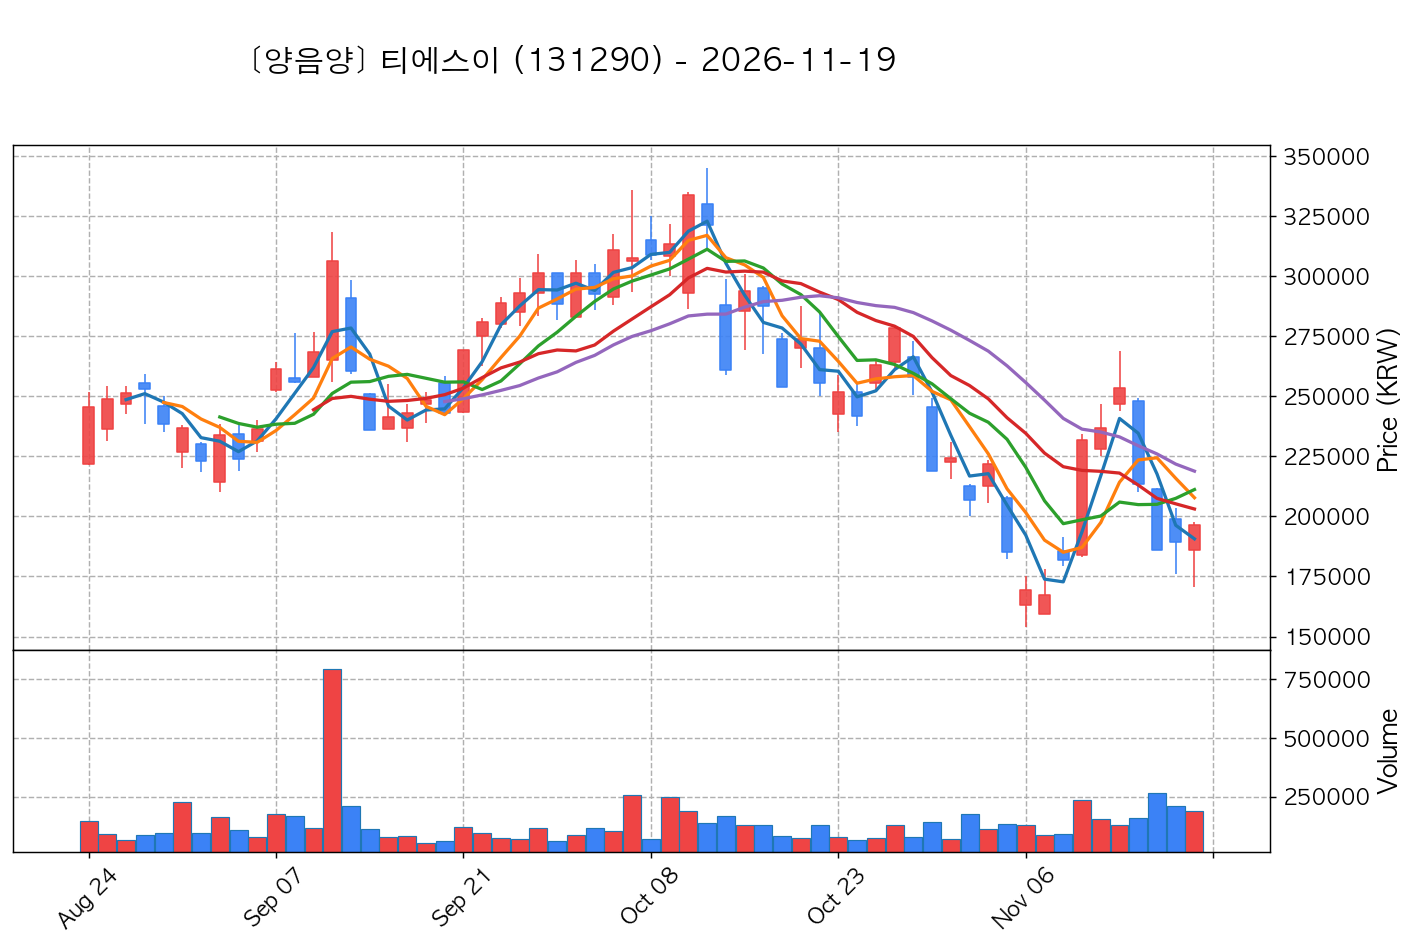 [양음양] 티에스이 (131290) - 2026-11-19
350000
325000
300000
275000
250000
225000
200000
175000
150000
Price (KRW)
750000
500000
250000
Volume
Aug 24
Sep 07
Sep 21
Oct 08
Oct 23
Nov 06